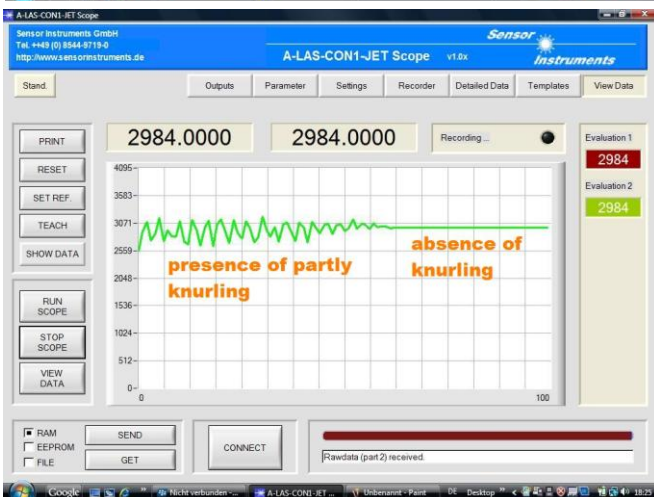 A-LAS-CON1-JET Scope
Sensor Instruments GmbH
Tel. ++49 (0) 8544-9719-0
http://www.sensorinstruments.de
A-LAS-CON1-JET Scope v1.0x
Sensor
Instruments
Stand.
Outputs
Parameter
Settings
Recorder
Detailed Data
Templates
View Data
PRINT
RESET
SET REF.
TEACH
SHOW DATA
RUN
SCOPE
STOP
SCOPE
VIEW
DATA
2984.0000
2984.0000
Recording ...
Evaluation 1
2984
Evaluation 2
2984
4095-
3583-
3071-
2559-
2048-
1536-
1024-
512-
0-
0
100
presence of partly
knurling
absence of
knurling
RAM
EEPROM
FILE
SEND
GET
CONNECT
Rawdata (part 2) received.
Google
Nicht verbunden -...
A-LAS-CON1-JET ...
Unbenannt - Paint
DE
Desktop
18:25